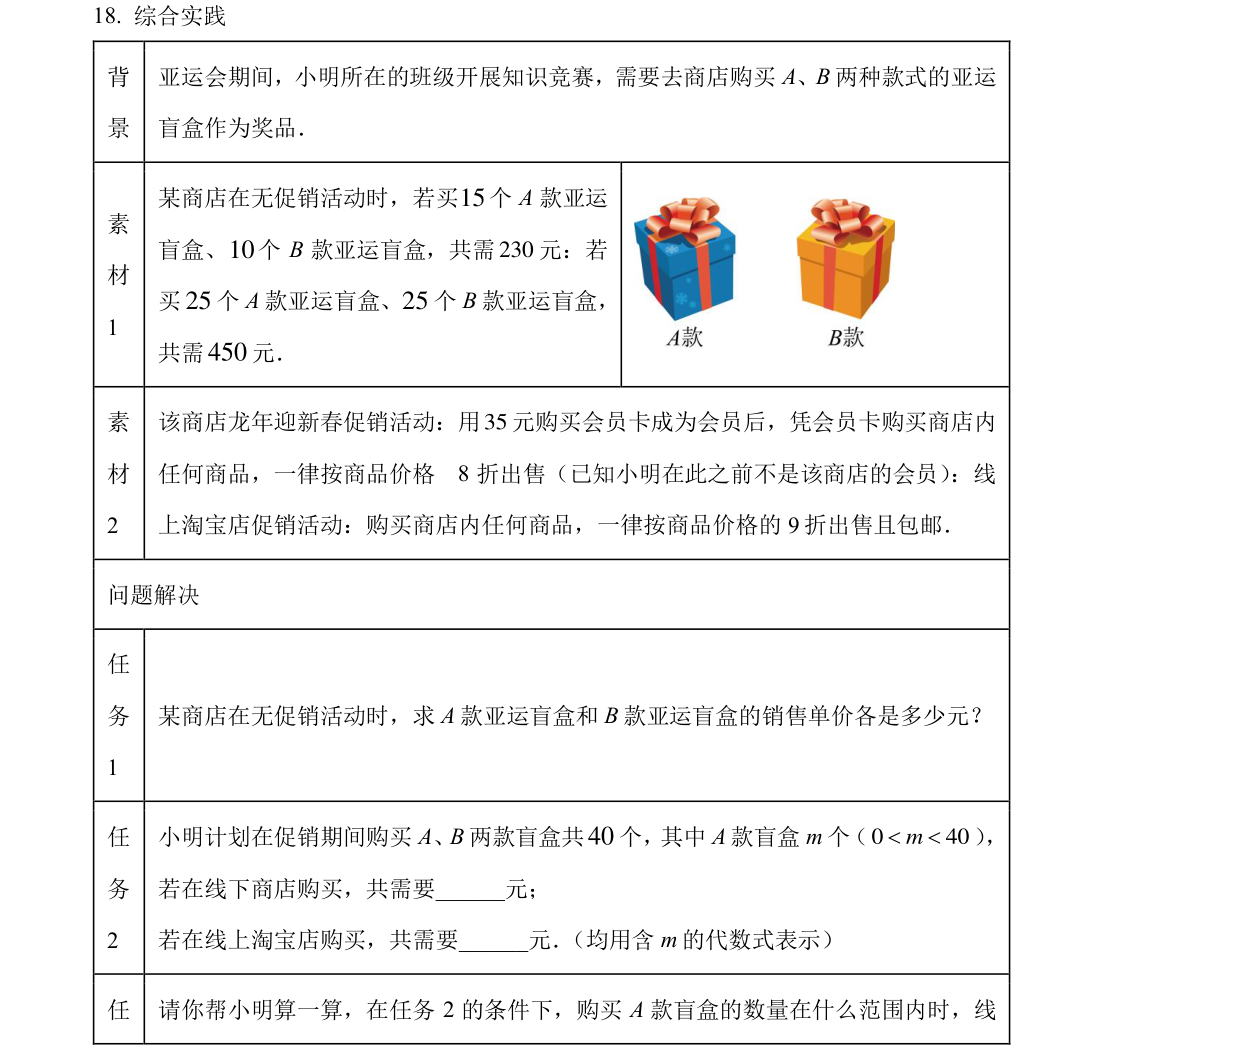 18. 综合实践
背景
亚运会期间，小明所在的班级开展知识竞赛，需要去商店购买 A、B 两种款式的亚运
盲盒作为奖品．
素材1
某商店在无促销活动时，若买15个 A 款亚运
盲盒、10个 B 款亚运盲盒，共需230元：若
买25个 A 款亚运盲盒、25个 B 款亚运盲盒，
共需450元．
A款
B款
素材2
该商店龙年迎新春促销活动：用35元购买会员卡成为会员后，凭会员卡购买商店内
任何商品，一律按商品价格 8 折出售（已知小明在此之前不是该商店的会员）：线
上淘宝店促销活动：购买商店内任何商品，一律按商品价格的 9 折出售且包邮．
问题解决
任务1
某商店在无促销活动时，求 A 款亚运盲盒和 B 款亚运盲盒的销售单价各是多少元？
任务2
小明计划在促销期间购买 A、B 两款盲盒共40个，其中 A 款盲盒 m 个（0<m<40），
若在线下商店购买，共需要______元；
若在线上淘宝店购买，共需要______元．（均用含 m 的代数式表示）
任
请你帮小明算一算，在任务 2 的条件下，购买 A 款盲盒的数量在什么范围内时，线